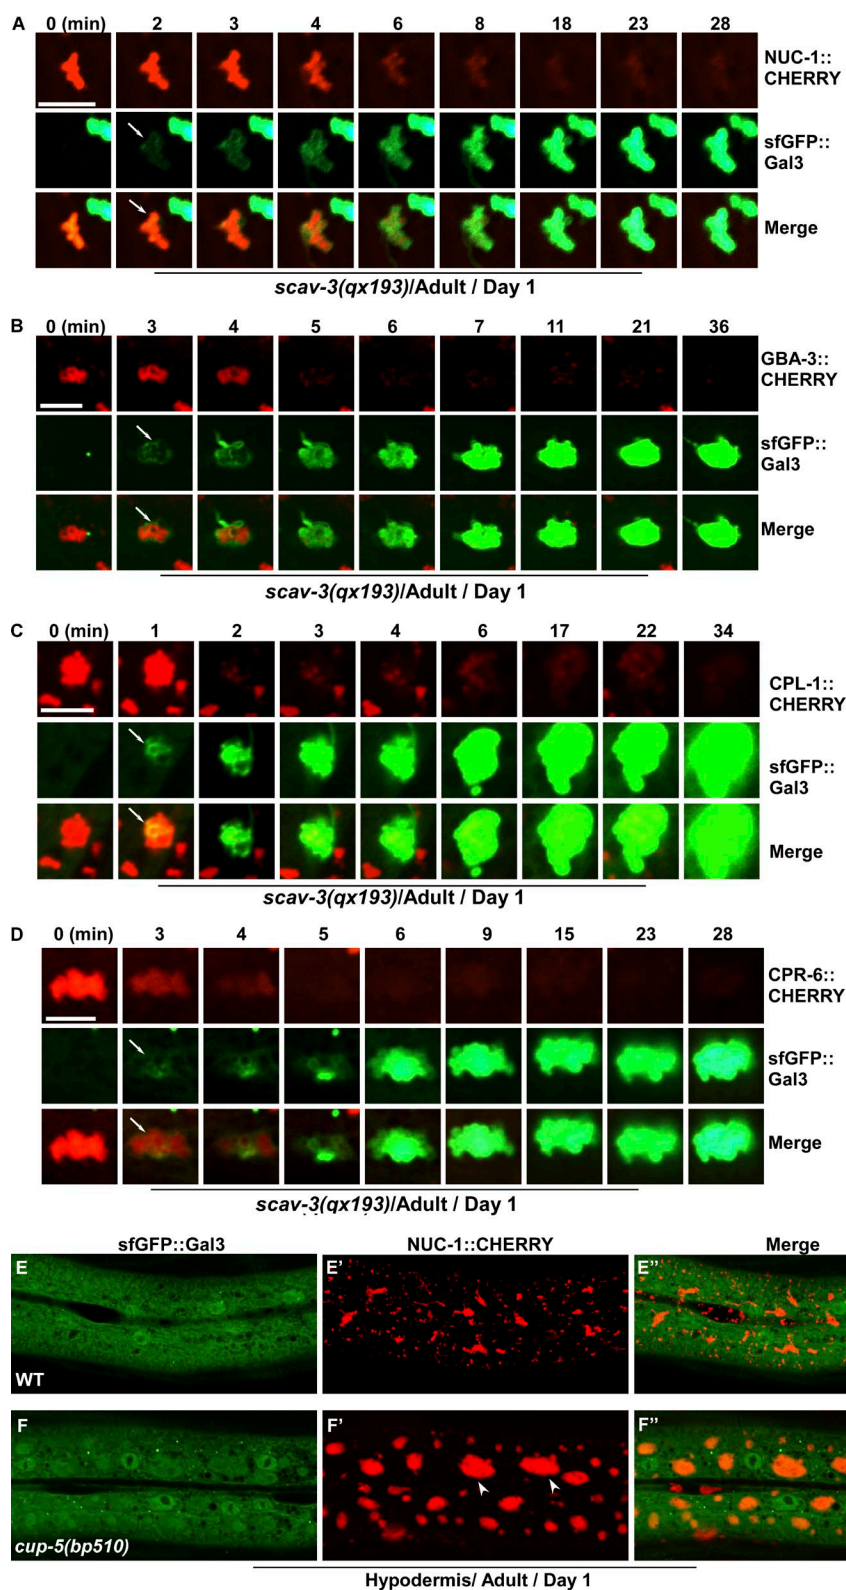 A 0 (min) 2 3 4 6 8 18 23 28
NUC-1::
CHERRY
sfGFP::
Gal3
Merge
scav-3(qx193)/Adult / Day 1
B 0 (min) 3 4 5 6 7 11 21 36
GBA-3::
CHERRY
sfGFP::
Gal3
Merge
scav-3(qx193)/Adult / Day 1
C 0 (min) 1 2 3 4 6 17 22 34
CPL-1::
CHERRY
sfGFP::
Gal3
Merge
scav-3(qx193)/Adult / Day 1
D 0 (min) 3 4 5 6 9 15 23 28
CPR-6::
CHERRY
sfGFP::
Gal3
Merge
scav-3(qx193)/Adult / Day 1
sfGFP::Gal3 NUC-1::CHERRY Merge
E E' E''
WT
F F' F''
cup-5(bp510)
Hypodermis/ Adult / Day 1